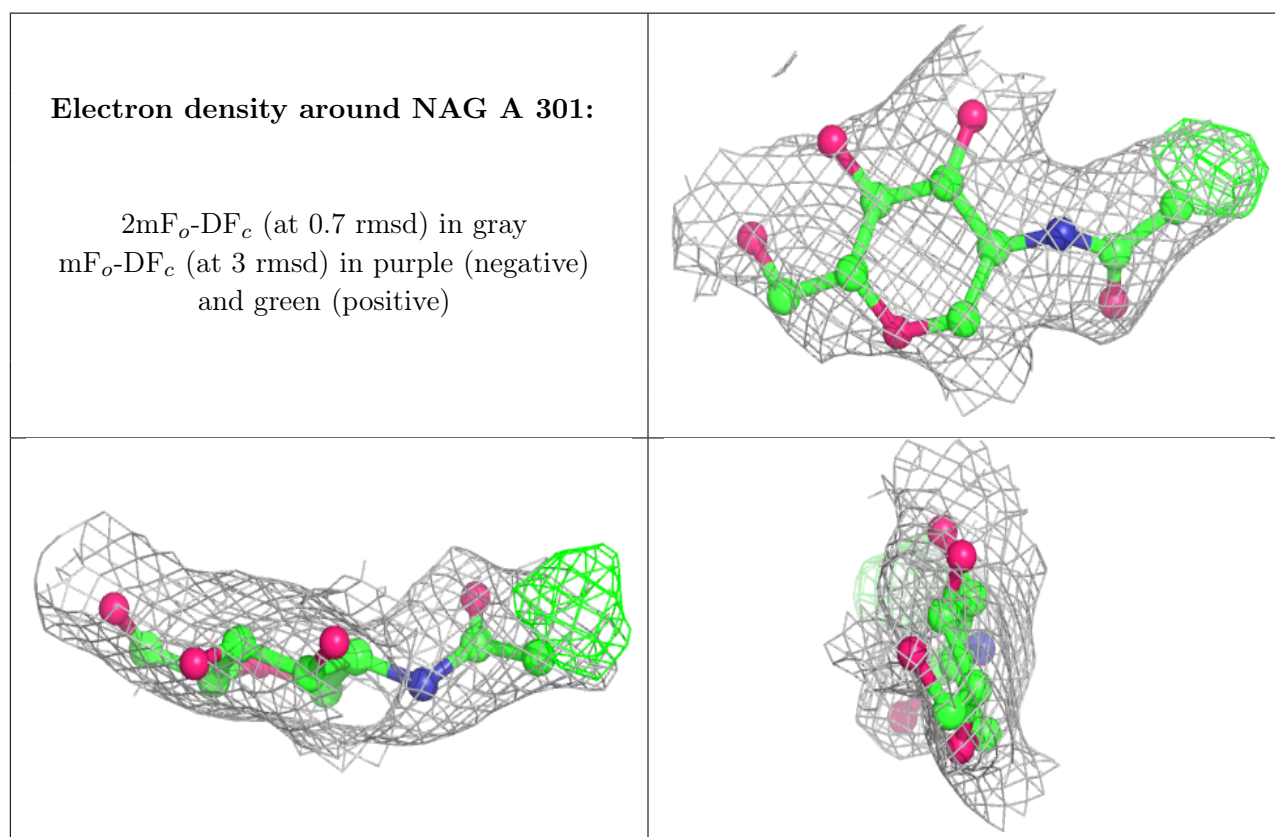 Electron density around NAG A 301:
2mFo-DFc (at 0.7 rmsd) in gray
mFo-DFc (at 3 rmsd) in purple (negative)
and green (positive)